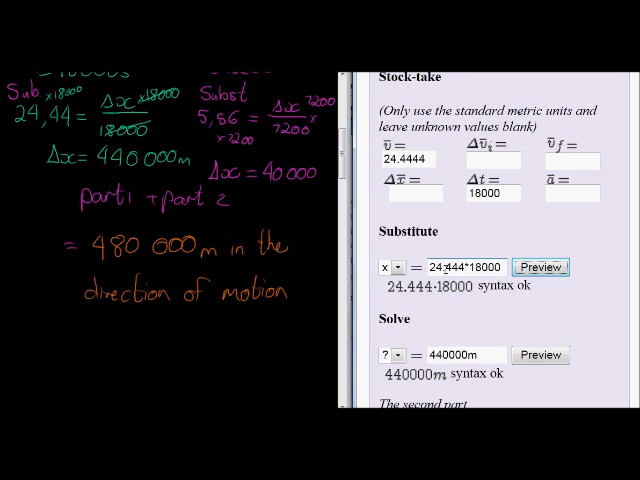 Sub ×18000
24,44 = Δx ×18000 / 18000
Δx = 440 000 m
Subst
5,56 = Δx 7200 × / 7200
×7200
Δx = 40 000
part 1 + part 2
= 480 000 m in the
direction of motion
Stock-take
(Only use the standard metric units and
leave unknown values blank)
v̄ = Δv̄ᵢ = v̄f =
24.4444
Δx̄ = Δt = ā =
18000
Substitute
x = 24.444*18000 Preview
24.444·18000 syntax ok
Solve
? = 440000m Preview
440000m syntax ok
The second part